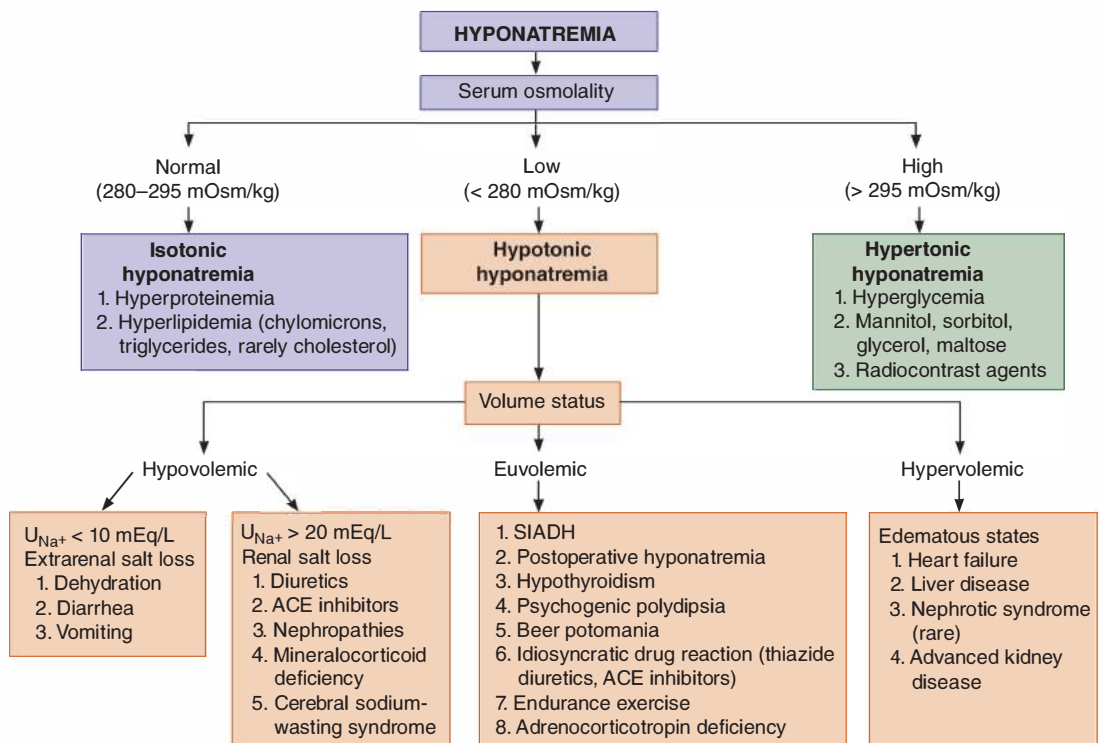 HYPONATREMIA
Serum osmolality
Normal
(280–295 mOsm/kg)
Low
(< 280 mOsm/kg)
High
(> 295 mOsm/kg)
Isotonic
hyponatremia
1. Hyperproteinemia
2. Hyperlipidemia (chylomicrons,
triglycerides, rarely cholesterol)
Hypotonic
hyponatremia
Hypertonic
hyponatremia
1. Hyperglycemia
2. Mannitol, sorbitol,
glycerol, maltose
3. Radiocontrast agents
Volume status
Hypovolemic
Euvolemic
Hypervolemic
UNa+ < 10 mEq/L
Extrarenal salt loss
1. Dehydration
2. Diarrhea
3. Vomiting
UNa+ > 20 mEq/L
Renal salt loss
1. Diuretics
2. ACE inhibitors
3. Nephropathies
4. Mineralocorticoid
deficiency
5. Cerebral sodium-
wasting syndrome
1. SIADH
2. Postoperative hyponatremia
3. Hypothyroidism
4. Psychogenic polydipsia
5. Beer potomania
6. Idiosyncratic drug reaction (thiazide
diuretics, ACE inhibitors)
7. Endurance exercise
8. Adrenocorticotropin deficiency
Edematous states
1. Heart failure
2. Liver disease
3. Nephrotic syndrome
(rare)
4. Advanced kidney
disease